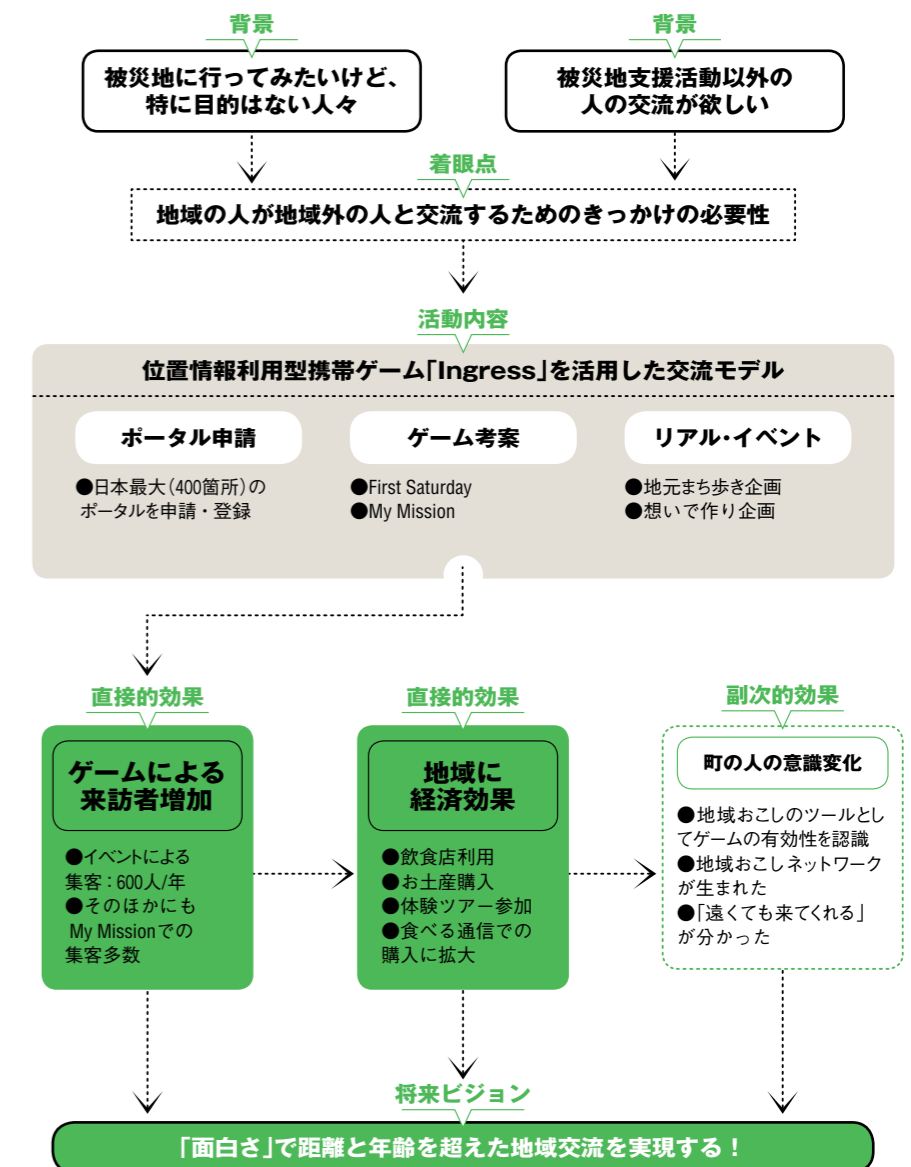 背景
被災地に行ってみたいけど、
特に目的はない人々
背景
被災地支援活動以外の
人の交流が欲しい
着眼点
地域の人が地域外の人と交流するためのきっかけの必要性
活動内容
位置情報利用型携帯ゲーム「Ingress」を活用した交流モデル
ポータル申請
●日本最大（400箇所）の
ポータルを申請・登録
ゲーム考案
●First Saturday
●My Mission
リアル・イベント
●地元まち歩き企画
●想いで作り企画
直接的効果
ゲームによる
来訪者増加
●イベントによる
集客：600人/年
●そのほかにも
My Missionでの
集客多数
直接的効果
地域に
経済効果
●飲食店利用
●お土産購入
●体験ツアー参加
●食べる通信での
購入に拡大
副次的効果
町の人の意識変化
●地域おこしのツールとし
てゲームの有効性を認識
●地域おこしネットワーク
が生まれた
●「遠くても来てくれる」
が分かった
将来ビジョン
「面白さ」で距離と年齢を超えた地域交流を実現する！